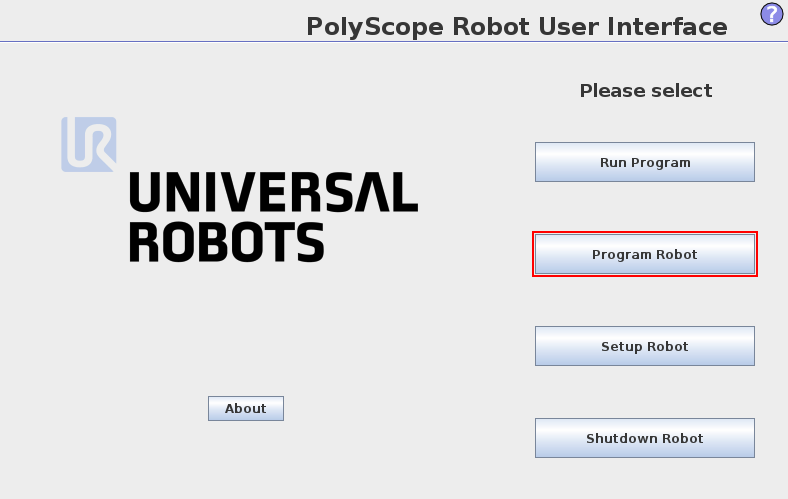 PolyScope Robot User Interface
?
Please select
UR
UNIVERSAL
ROBOTS
Run Program
Program Robot
Setup Robot
About
Shutdown Robot